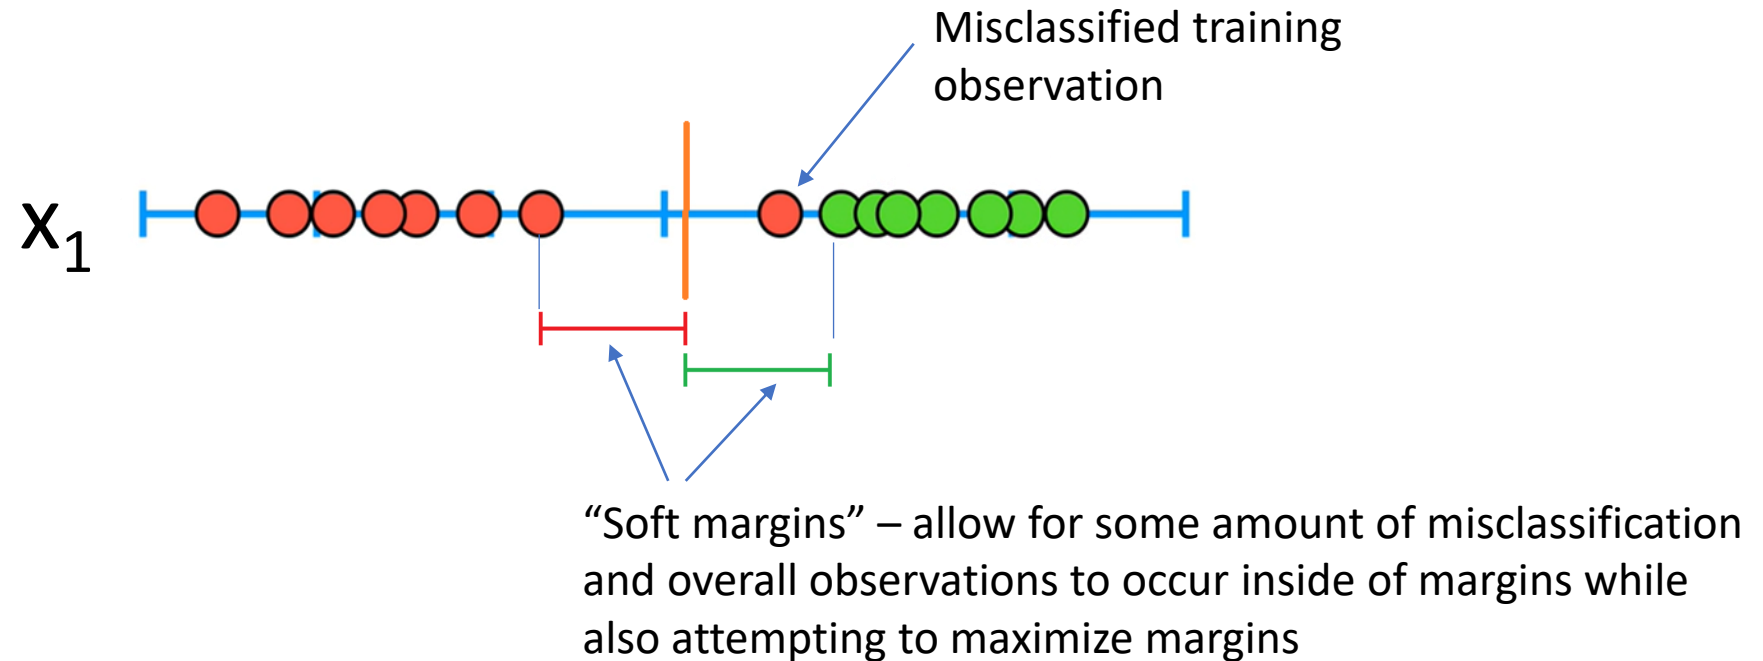 Misclassified training
observation
x₁
“Soft margins” – allow for some amount of misclassification
and overall observations to occur inside of margins while
also attempting to maximize margins